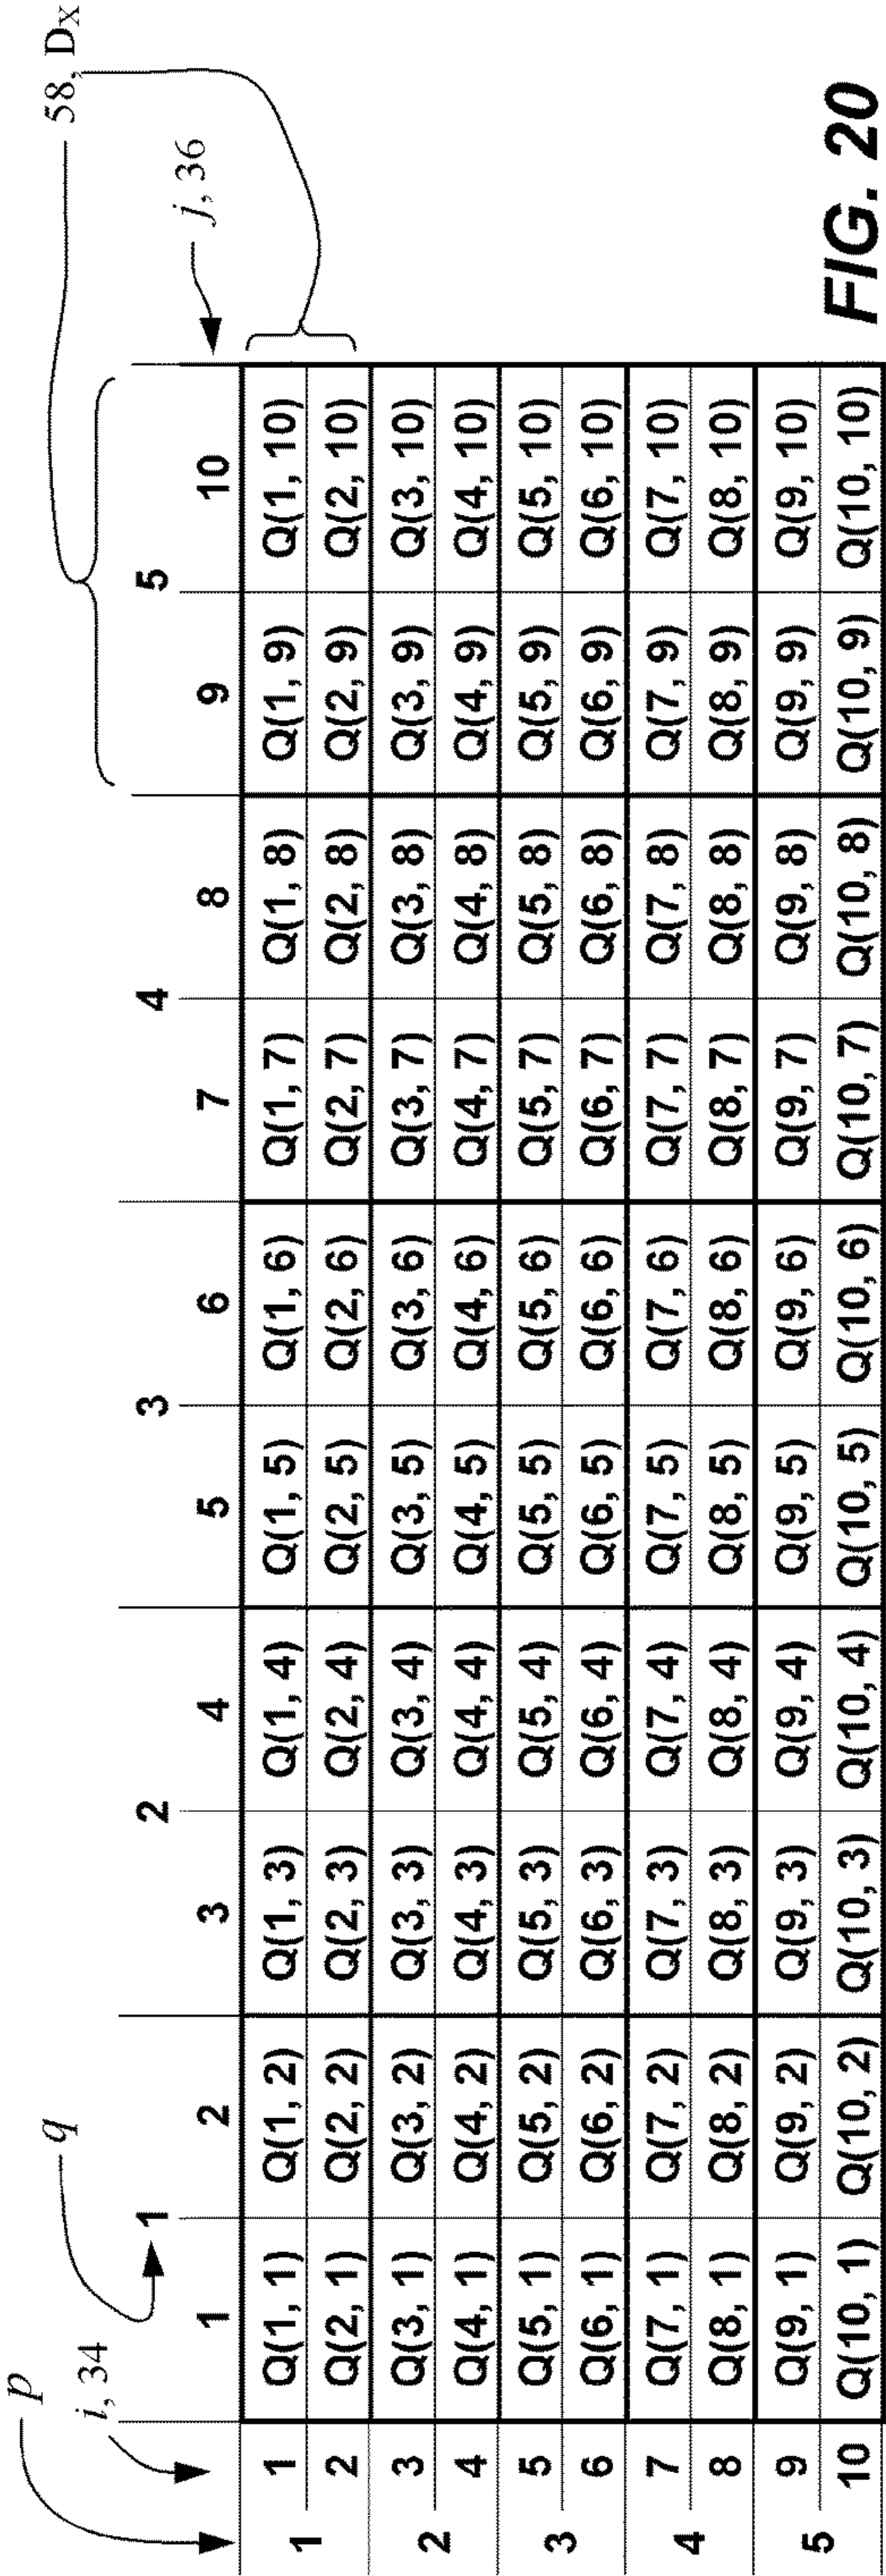 58, Dx
p
i, 34
q
j, 36
1 2 3 4 5
1 2 3 4 5 6 7 8 9 10
1 1 Q(1, 1) Q(1, 2) Q(1, 3) Q(1, 4) Q(1, 5) Q(1, 6) Q(1, 7) Q(1, 8) Q(1, 9) Q(1, 10)
2 Q(2, 1) Q(2, 2) Q(2, 3) Q(2, 4) Q(2, 5) Q(2, 6) Q(2, 7) Q(2, 8) Q(2, 9) Q(2, 10)
2 3 Q(3, 1) Q(3, 2) Q(3, 3) Q(3, 4) Q(3, 5) Q(3, 6) Q(3, 7) Q(3, 8) Q(3, 9) Q(3, 10)
4 Q(4, 1) Q(4, 2) Q(4, 3) Q(4, 4) Q(4, 5) Q(4, 6) Q(4, 7) Q(4, 8) Q(4, 9) Q(4, 10)
3 5 Q(5, 1) Q(5, 2) Q(5, 3) Q(5, 4) Q(5, 5) Q(5, 6) Q(5, 7) Q(5, 8) Q(5, 9) Q(5, 10)
6 Q(6, 1) Q(6, 2) Q(6, 3) Q(6, 4) Q(6, 5) Q(6, 6) Q(6, 7) Q(6, 8) Q(6, 9) Q(6, 10)
4 7 Q(7, 1) Q(7, 2) Q(7, 3) Q(7, 4) Q(7, 5) Q(7, 6) Q(7, 7) Q(7, 8) Q(7, 9) Q(7, 10)
8 Q(8, 1) Q(8, 2) Q(8, 3) Q(8, 4) Q(8, 5) Q(8, 6) Q(8, 7) Q(8, 8) Q(8, 9) Q(8, 10)
5 9 Q(9, 1) Q(9, 2) Q(9, 3) Q(9, 4) Q(9, 5) Q(9, 6) Q(9, 7) Q(9, 8) Q(9, 9) Q(9, 10)
10 Q(10, 1) Q(10, 2) Q(10, 3) Q(10, 4) Q(10, 5) Q(10, 6) Q(10, 7) Q(10, 8) Q(10, 9) Q(10, 10)
FIG. 20